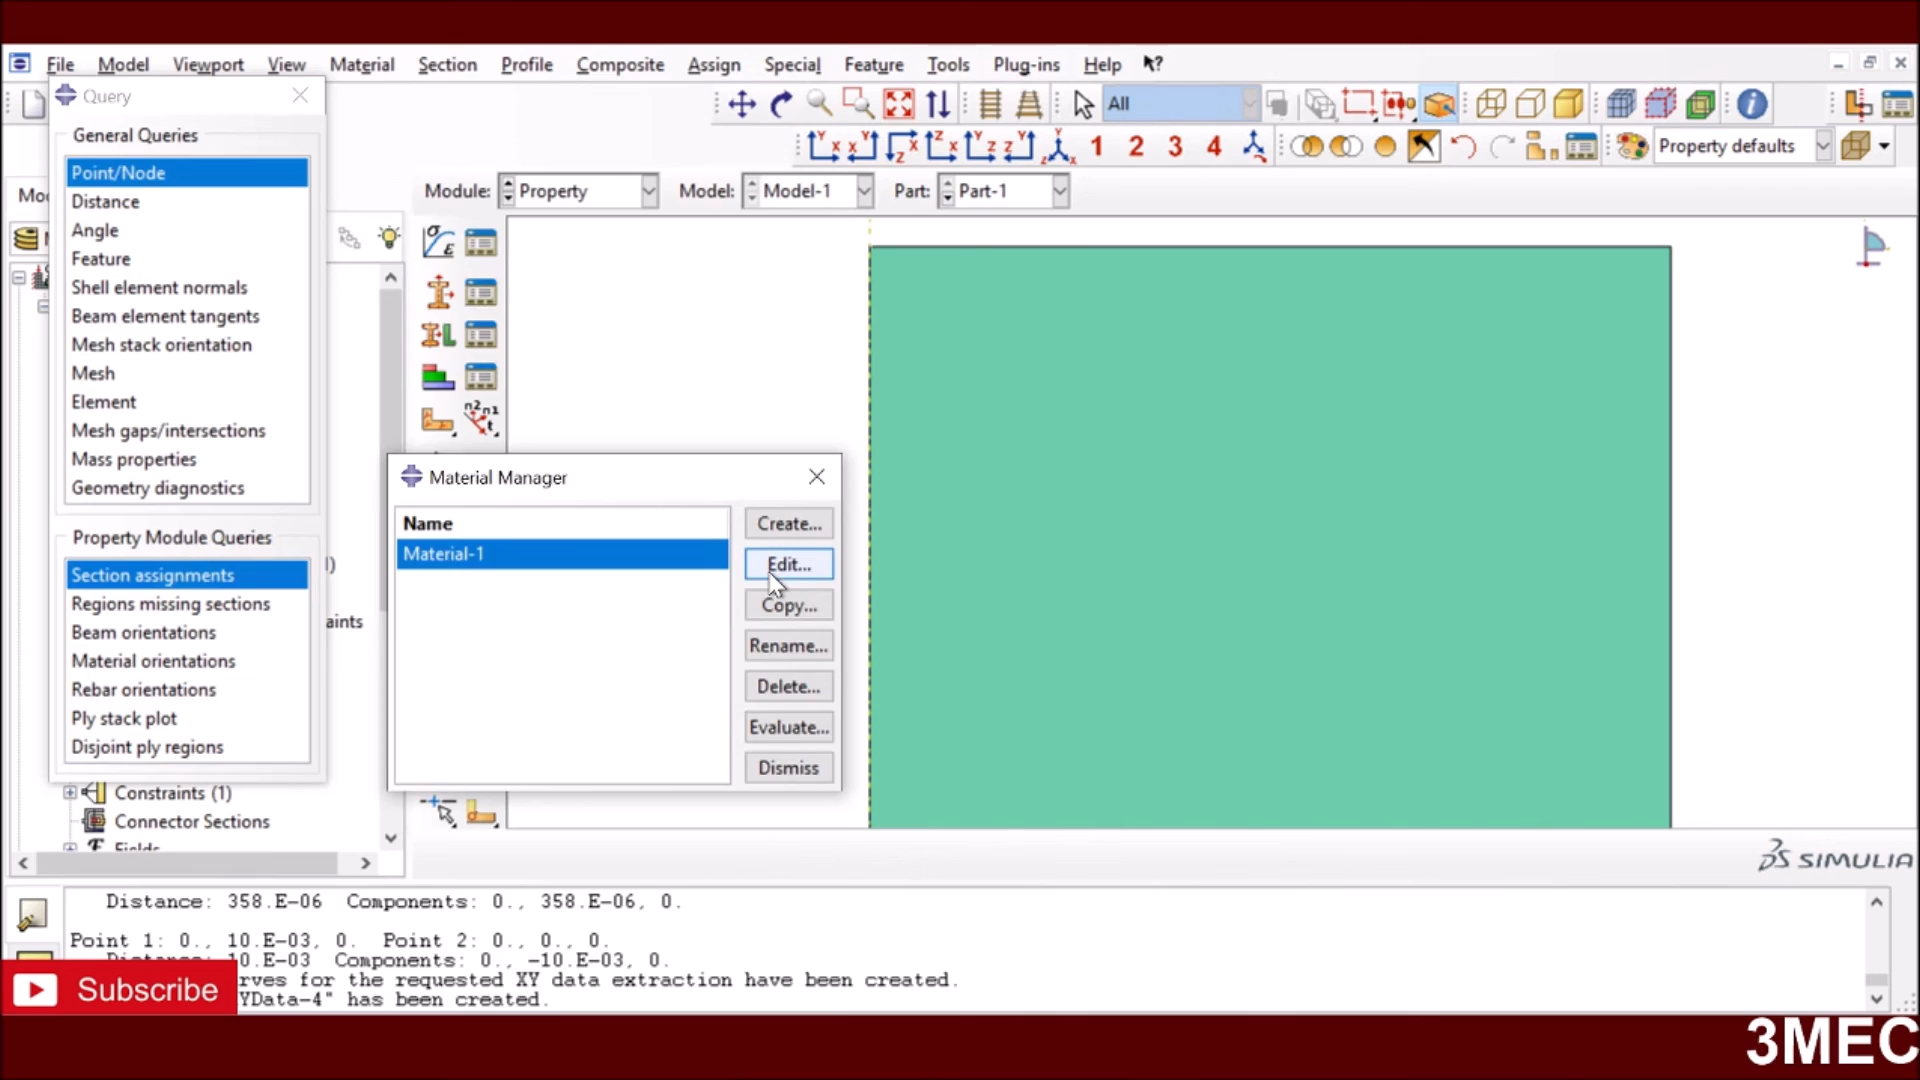 File Model Viewport View Material Section Profile Composite Assign Special Feature Tools Plug-ins Help
Query
All
General Queries
1 2 3 4
Property defaults
Point/Node
Distance
Angle
Feature
Shell element normals
Beam element tangents
Mesh stack orientation
Mesh
Element
Mesh gaps/intersections
Mass properties
Geometry diagnostics
Module: Property Model: Model-1 Part: Part-1
Property Module Queries
Section assignments
Regions missing sections
Beam orientations
Material orientations
Rebar orientations
Ply stack plot
Disjoint ply regions
aints
Constraints (1)
Connector Sections
Fields
Material Manager
Name
Material-1
Create...
Edit...
Copy...
Rename...
Delete...
Evaluate...
Dismiss
SIMULIA
Distance: 358.E-06 Components: 0., 358.E-06, 0.
Point 1: 0., 10.E-03, 0. Point 2: 0., 0., 0.
Distance: 10.E-03 Components: 0., -10.E-03, 0.
rves for the requested XY data extraction have been created.
YData-4" has been created.
Subscribe
3MEC